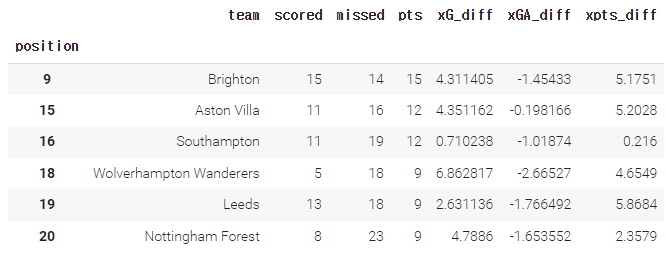 team scored missed pts xG_diff xGA_diff xpts_diff
position
9 Brighton 15 14 15 4.311405 -1.45433 5.1751
15 Aston Villa 11 16 12 4.351162 -0.198166 5.2028
16 Southampton 11 19 12 0.710238 -1.01874 0.216
18 Wolverhampton Wanderers 5 18 9 6.862817 -2.66527 4.6549
19 Leeds 13 18 9 2.631136 -1.766492 5.8684
20 Nottingham Forest 8 23 9 4.7886 -1.653552 2.3579